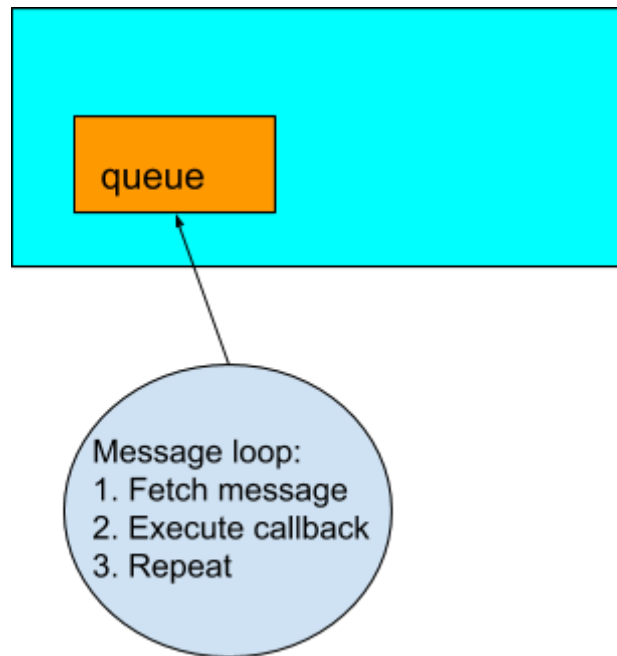 queue
Message loop:
1. Fetch message
2. Execute callback
3. Repeat